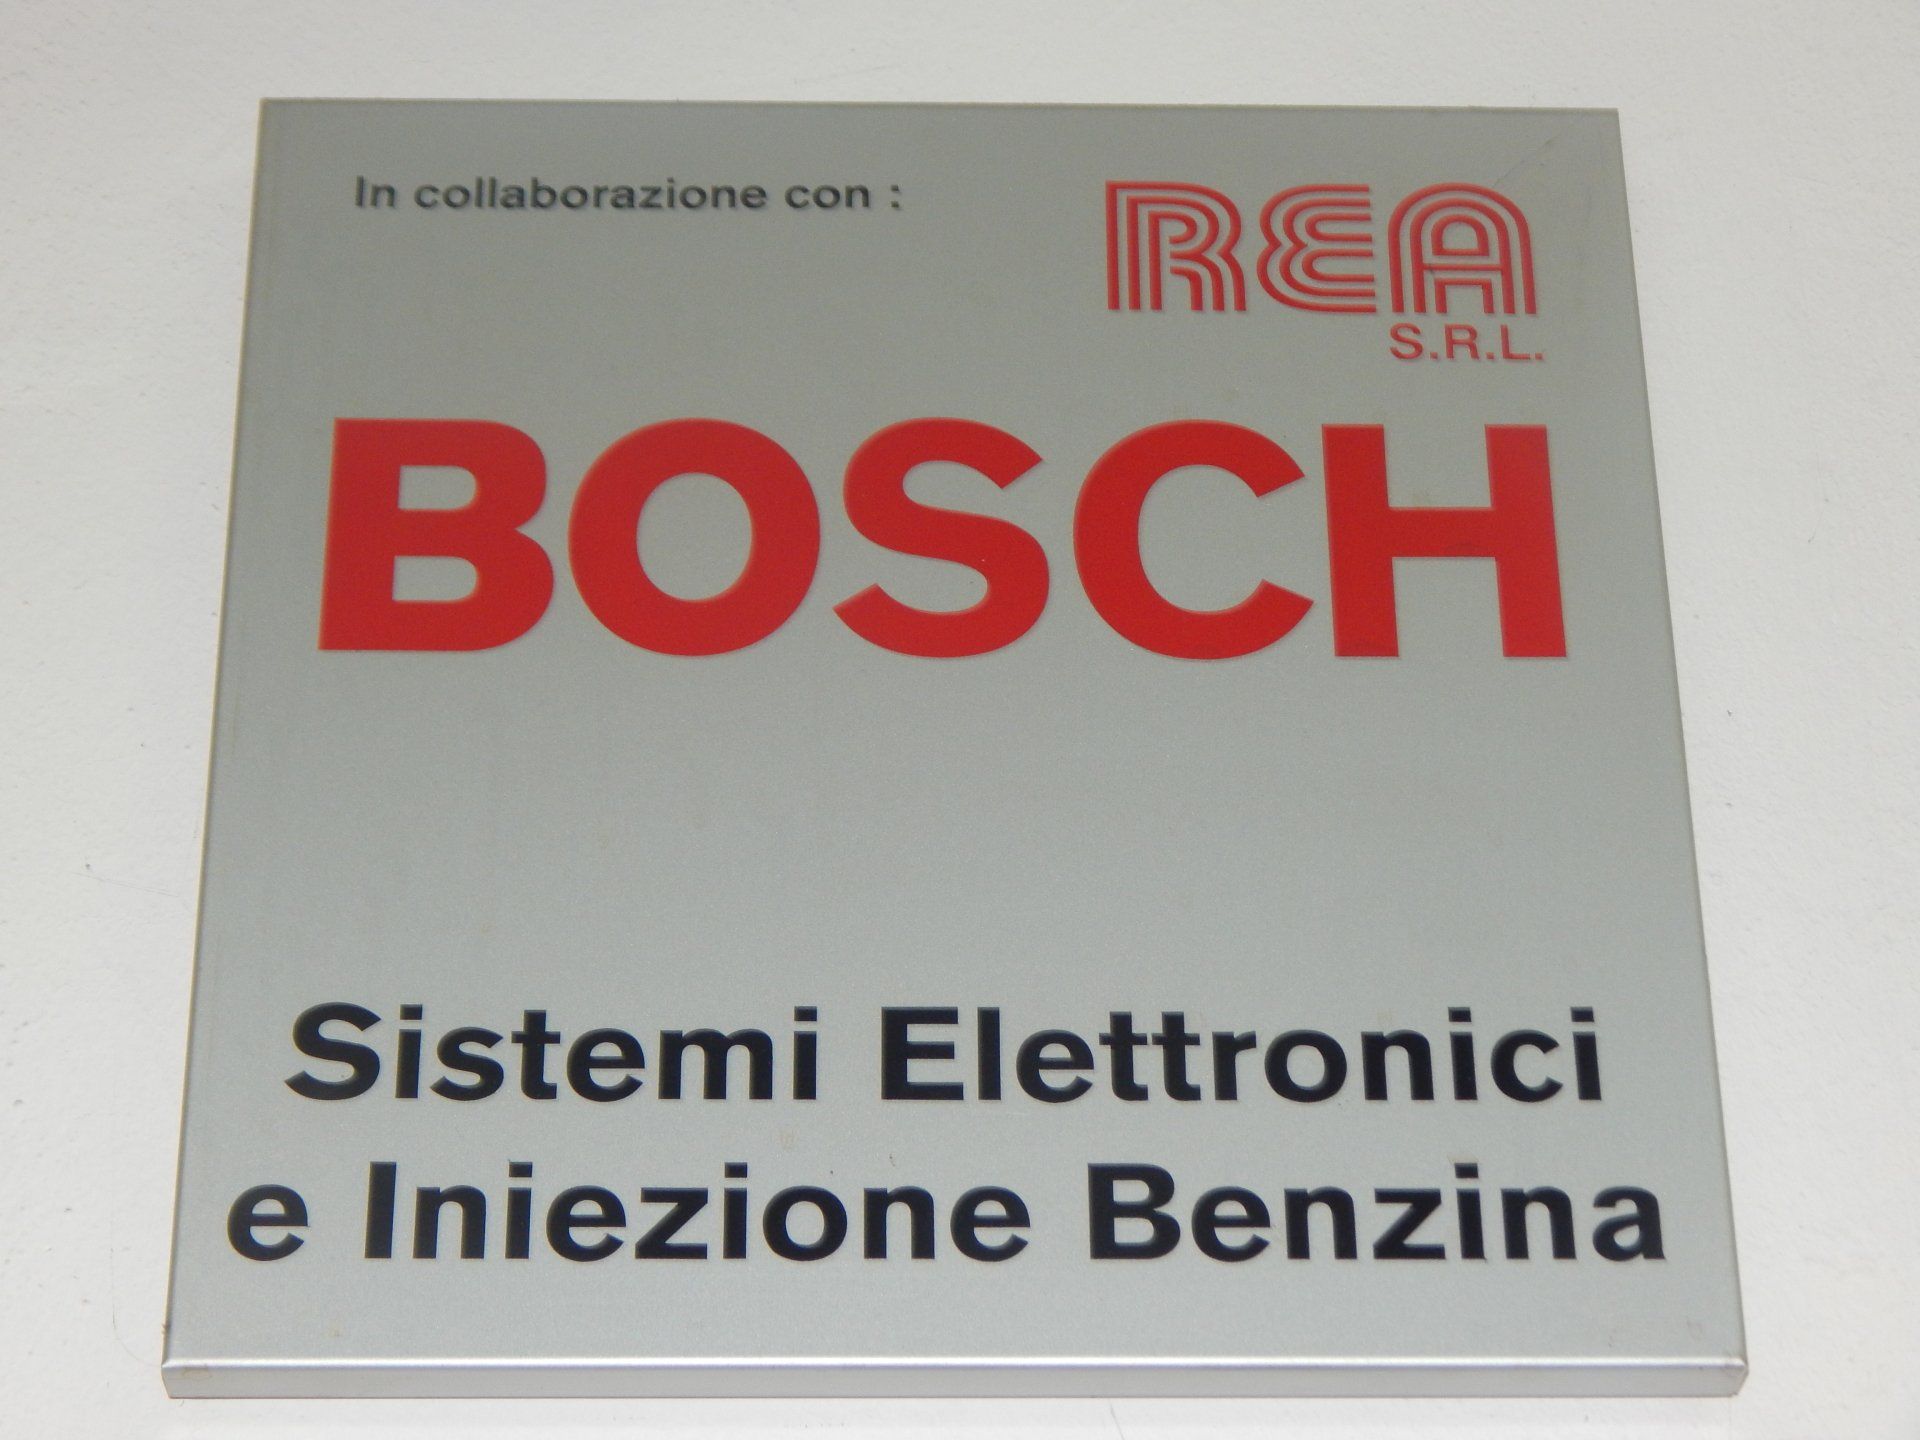 In collaborazione con : REA
S.R.L.
BOSCH
Sistemi Elettronici
e Iniezione Benzina